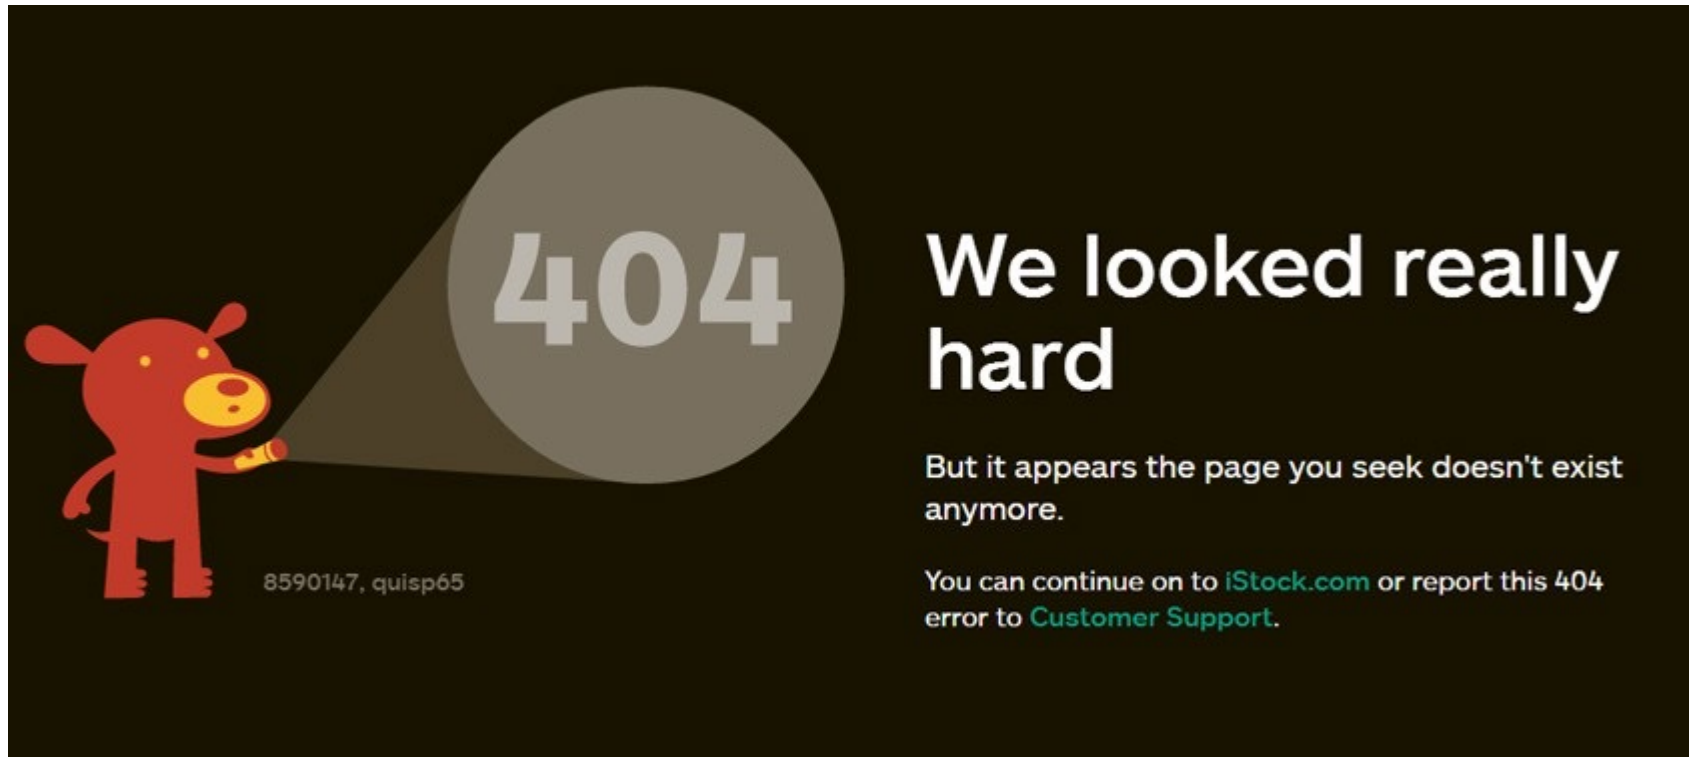 404
We looked really
hard
But it appears the page you seek doesn't exist
anymore.
You can continue on to iStock.com or report this 404
error to Customer Support.
8590147, quisp65